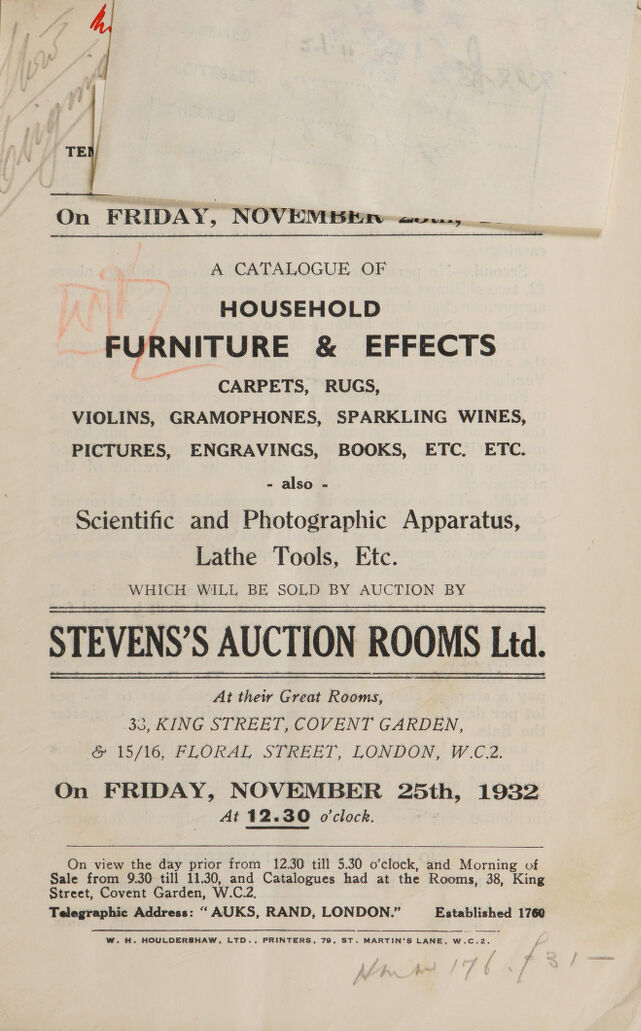 TEN
On FRIDAY, NOVEMBER 25th,
A CATALOGUE OF
HOUSEHOLD
FURNITURE & EFFECTS
CARPETS, RUGS,
VIOLINS, GRAMOPHONES, SPARKLING WINES,
PICTURES, ENGRAVINGS, BOOKS, ETC. ETC.
- also -
Scientific and Photographic Apparatus,
Lathe Tools, Etc.
WHICH WILL BE SOLD BY AUCTION BY
STEVENS'S AUCTION ROOMS Ltd.
At their Great Rooms,
38, KING STREET, COVENT GARDEN,
& 15/16, FLORAL STREET, LONDON, W.C.2.
On FRIDAY, NOVEMBER 25th, 1932
At 12.30 o'clock.
On view the day prior from 12.30 till 5.30 o'clock, and Morning of
Sale from 9.30 till 11.30, and Catalogues had at the Rooms, 38, King
Street, Covent Garden, W.C.2.
Telegraphic Address: "AUKS, RAND, LONDON." Established 1760
W. H. HOULDERSHAW, LTD., PRINTERS, 79, ST. MARTIN'S LANE, W.C.2.
176. £31—